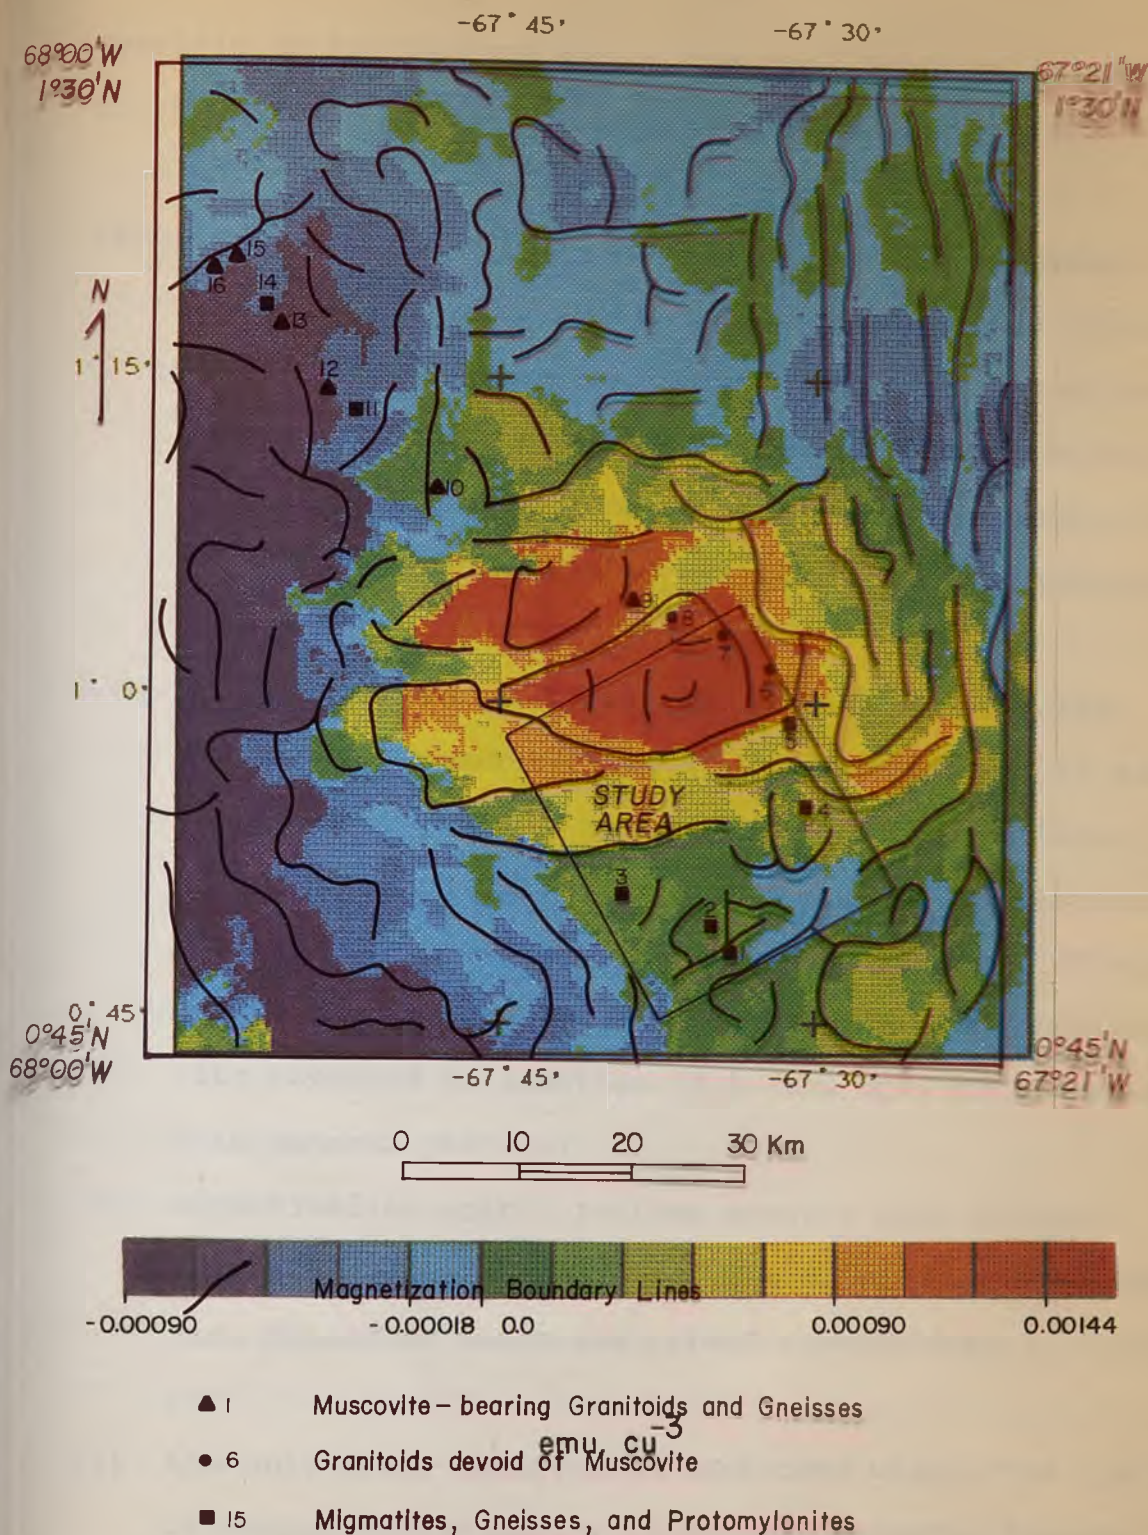 -67° 45' -67° 30'
68°00'W
1°30'N
67°21"W
1°30'N
15
16
14
13
N
1° 15'
12
11
10
9
8
7
1° 0'
STUDY
AREA
4
3
2
0° 45'
0°45'N
68°00'W
0°45'N
67°21'W
-67° 45' -67° 30'
0 10 20 30 Km
Magnetization Boundary Lines
-0.00090 -0.00018 0.0 0.00090 0.00144
1 Muscovite-bearing Granitoids and Gneisses
emu, cu-3
6 Granitoids devoid of Muscovite
15 Migmatites, Gneisses, and Protomylonites